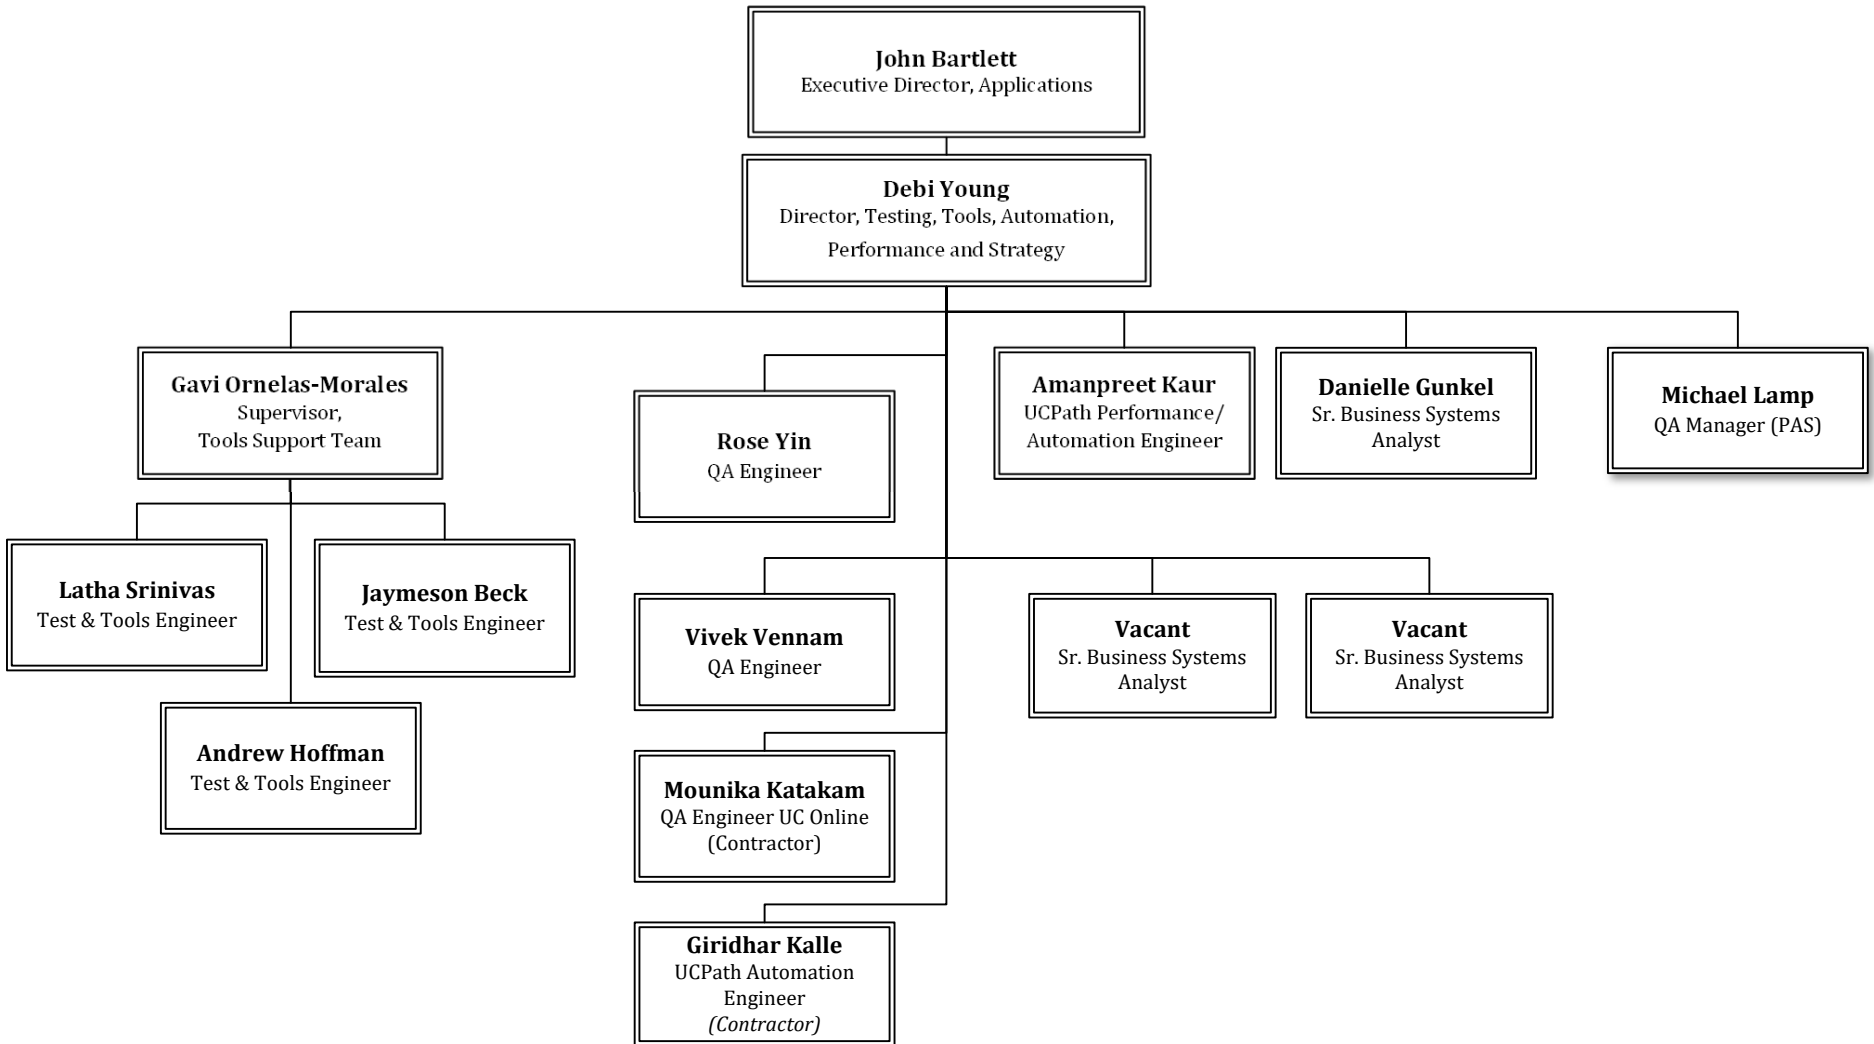 John Bartlett
Executive Director, Applications
Debi Young
Director, Testing, Tools, Automation,
Performance and Strategy
Gavi Ornelas-Morales
Supervisor,
Tools Support Team
Rose Yin
QA Engineer
Amanpreet Kaur
UCPath Performance/
Automation Engineer
Danielle Gunkel
Sr. Business Systems
Analyst
Michael Lamp
QA Manager (PAS)
Latha Srinivas
Test & Tools Engineer
Jaymeson Beck
Test & Tools Engineer
Andrew Hoffman
Test & Tools Engineer
Vivek Vennam
QA Engineer
Vacant
Sr. Business Systems
Analyst
Vacant
Sr. Business Systems
Analyst
Mounika Katakam
QA Engineer UC Online
(Contractor)
Giridhar Kalle
UCPath Automation
Engineer
(Contractor)